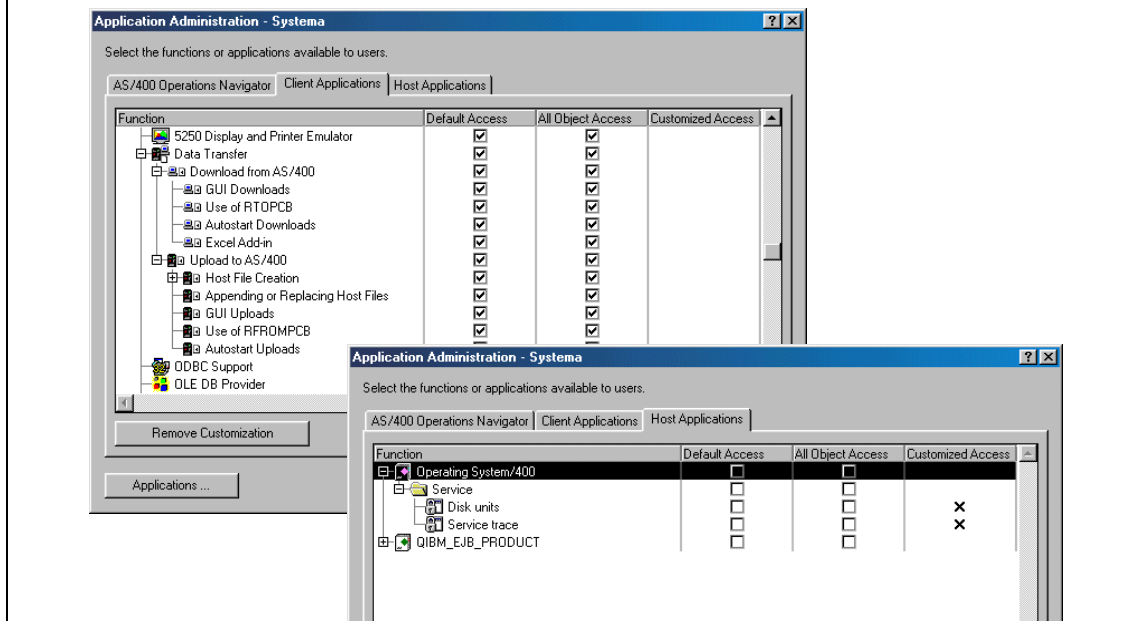 Application Administration - Systema
Select the functions or applications available to users.
AS/400 Operations Navigator Client Applications Host Applications
Function Default Access All Object Access Customized Access
5250 Display and Printer Emulator
Data Transfer
Download from AS/400
GUI Downloads
Use of RTOPCB
Autostart Downloads
Excel Add-in
Upload to AS/400
Host File Creation
Appending or Replacing Host Files
GUI Uploads
Use of RFROMPCB
Autostart Uploads
ODBC Support
OLE DB Provider
Remove Customization
Applications ...
Application Administration - Systema
Select the functions or applications available to users.
AS/400 Operations Navigator Client Applications Host Applications
Function Default Access All Object Access Customized Access
Operating System/400
Service
Disk units
Service trace
QIBM_EJB_PRODUCT